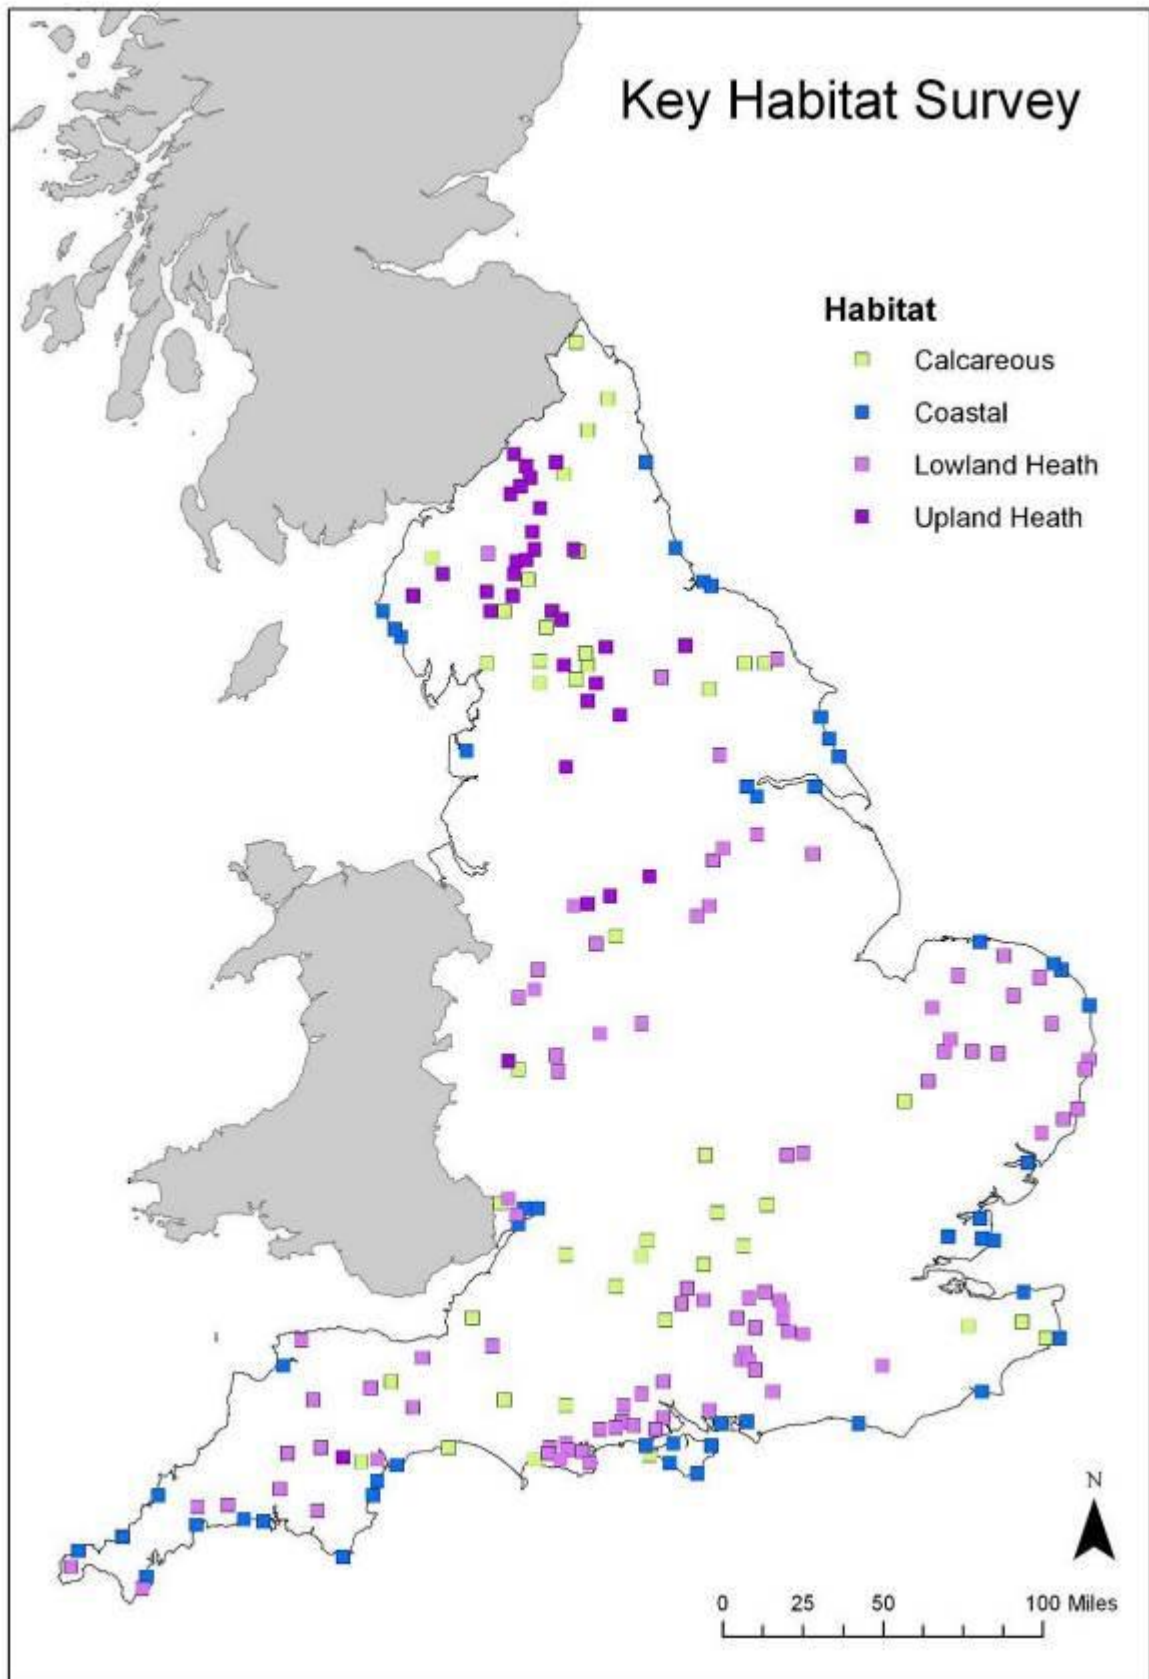 Key Habitat Survey
Habitat
Calcareous
Coastal
Lowland Heath
Upland Heath
N
0 25 50 100 Miles